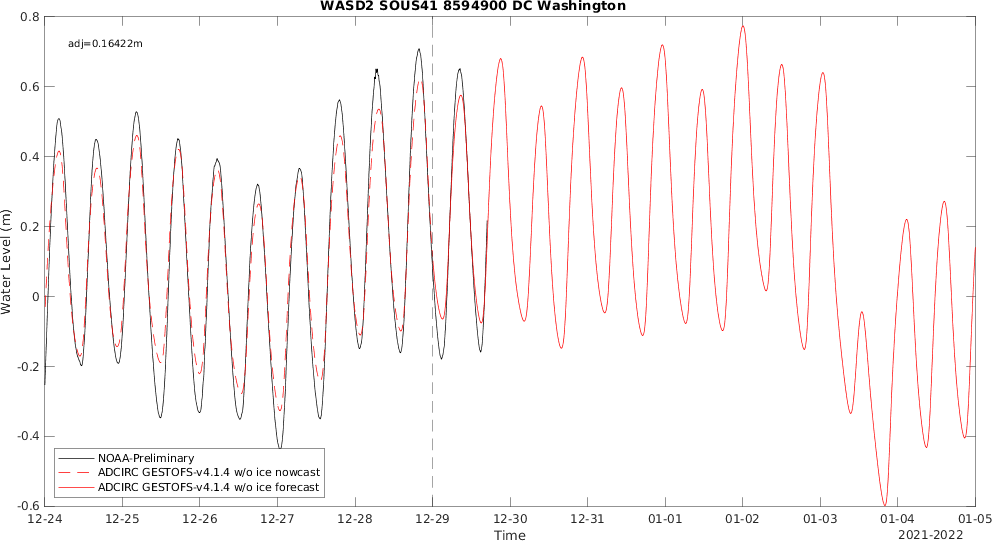 WASD2 SOUS41 8594900 DC Washington
adj=0.16422m
0.8
0.6
0.4
0.2
0
-0.2
-0.4
-0.6
Water Level (m)
NOAA-Preliminary
ADCIRC GESTOFS-v4.1.4 w/o ice nowcast
ADCIRC GESTOFS-v4.1.4 w/o ice forecast
12-24 12-25 12-26 12-27 12-28 12-29 12-30 12-31 01-01 01-02 01-03 01-04 01-05
Time
2021-2022